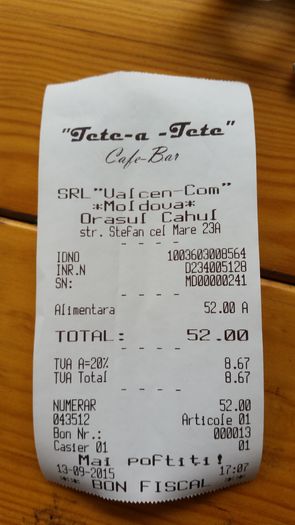 "Tete-a -Tete"
Cafe-Bar
SRL"Valcen-Com"
*Moldova*
Orasul Cahul
str. Stefan cel Mare 23A
- - - -
IDNO 1003603008564
INR.N D234005128
SN: MD00000241
- - - -
Alimentara 52.00 A
- - - -
TOTAL: 52.00
- - - -
TVA A=20% 8.67
TVA Total 8.67
- - - -
NUMERAR 52.00
043512 Articole 01
Bon Nr.: 000013
Casier 01 01
Mai poftiti!
13-09-2015 17:07
** BON FISCAL **